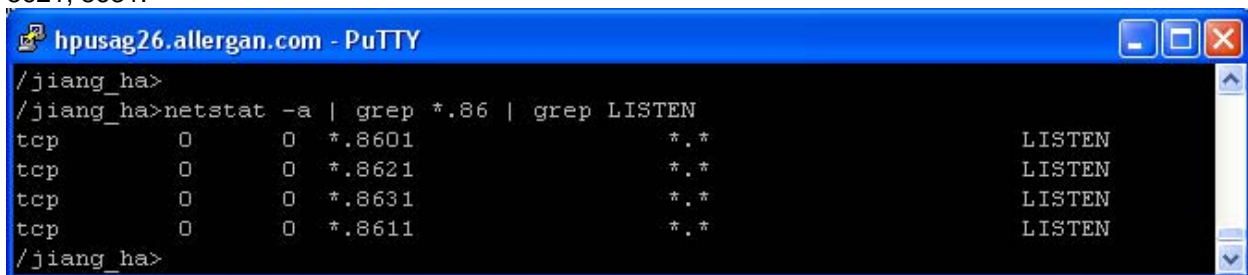 hpusag26.allergan.com - PuTTY
/jiang_ha>
/jiang_ha>netstat -a | grep *.86 | grep LISTEN
tcp 0 0 *.8601 *.* LISTEN
tcp 0 0 *.8621 *.* LISTEN
tcp 0 0 *.8631 *.* LISTEN
tcp 0 0 *.8611 *.* LISTEN
/jiang_ha>